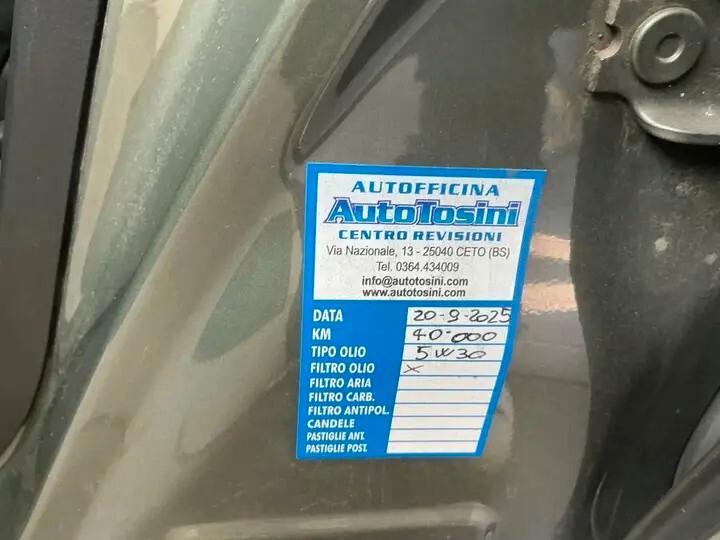 AUTOFFICINA
AutoTosini
CENTRO REVISIONI
Via Nazionale, 13 - 25040 CETO (BS)
Tel. 0364.434009
info@autotosini.com
www.autotosini.com
DATA 20-9-2025
KM 40.000
TIPO OLIO 5W30
FILTRO OLIO X
FILTRO ARIA
FILTRO CARB.
FILTRO ANTIPOL.
CANDELE
PASTIGLIE ANT.
PASTIGLIE POST.